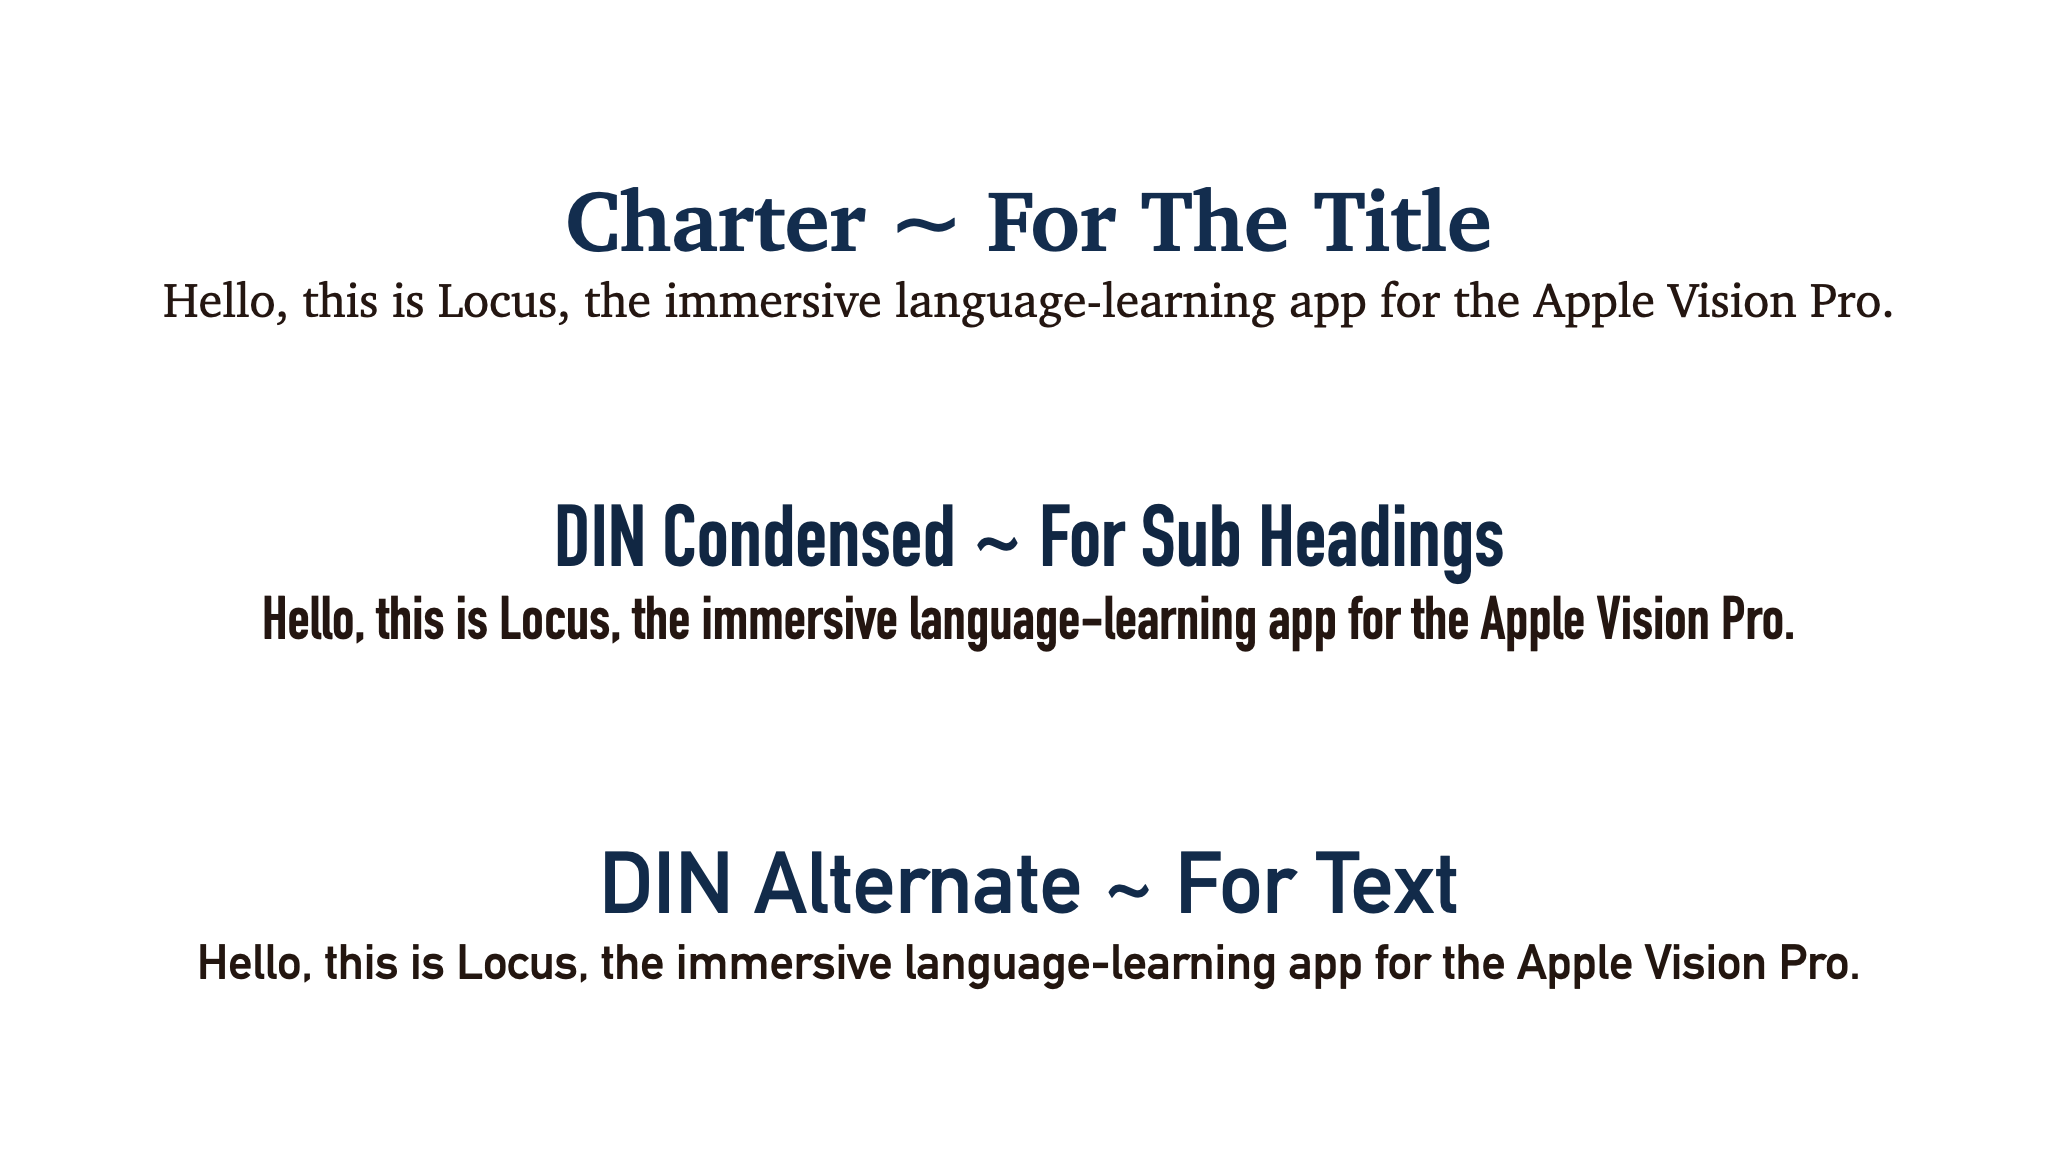 Charter ~ For The Title
Hello, this is Locus, the immersive language-learning app for the Apple Vision Pro.
DIN Condensed ~ For Sub Headings
Hello, this is Locus, the immersive language-learning app for the Apple Vision Pro.
DIN Alternate ~ For Text
Hello, this is Locus, the immersive language-learning app for the Apple Vision Pro.